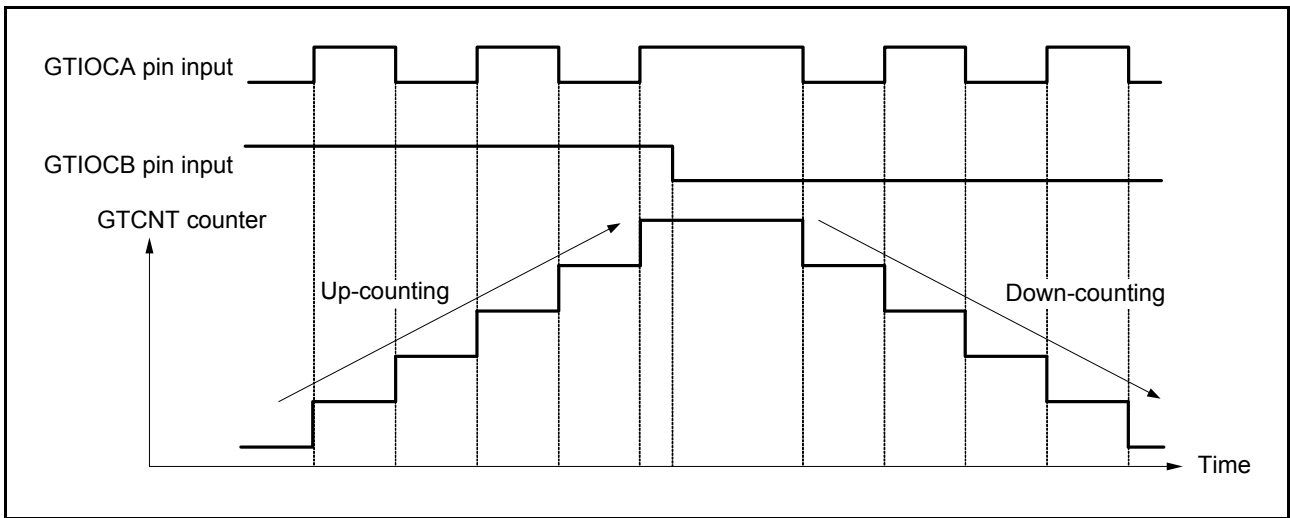 GTIOCA pin input
GTIOCB pin input
GTCNT counter
Up-counting
Down-counting
Time